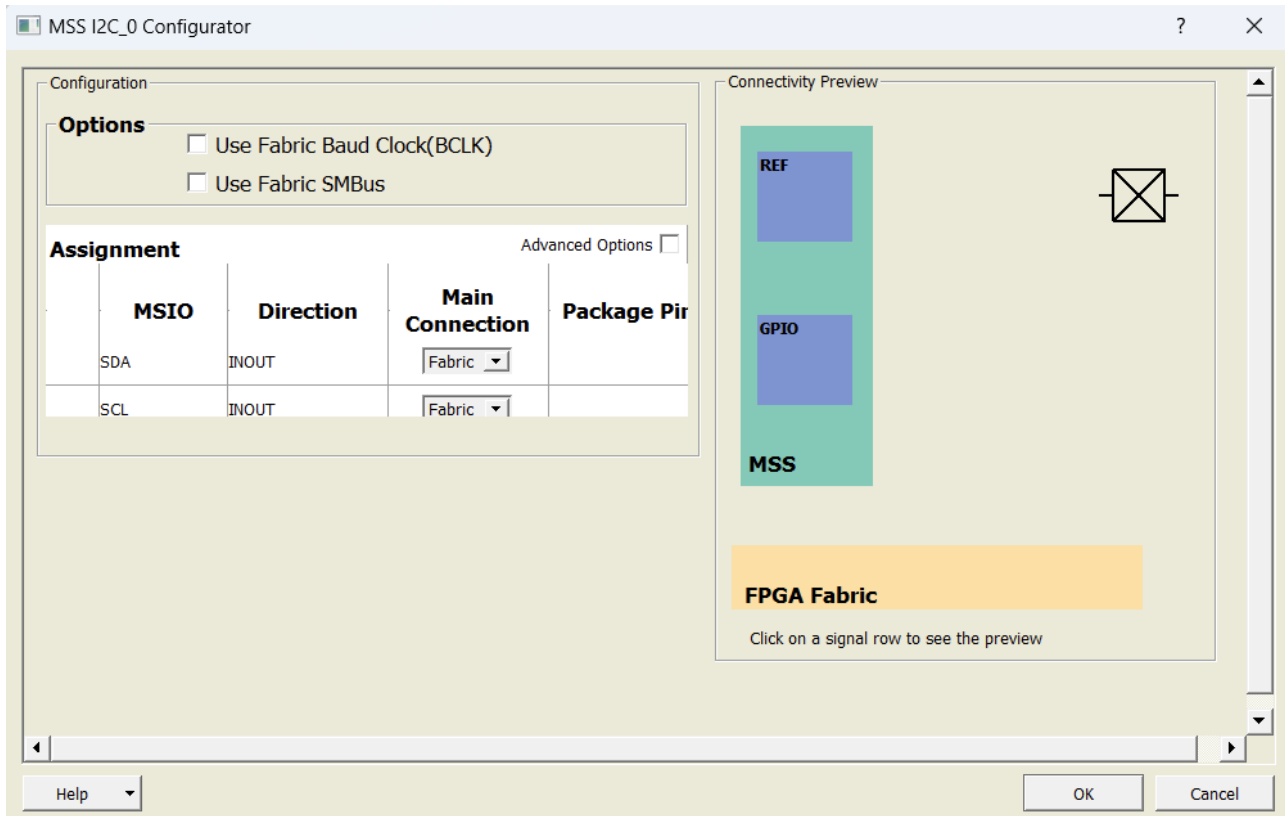 MSS I2C_0 Configurator
?
Configuration
Options
Use Fabric Baud Clock(BCLK)
Use Fabric SMBus
Assignment
Advanced Options
MSIO Direction Main Connection Package Pin
SDA INOUT Fabric
SCL INOUT Fabric
Connectivity Preview
REF
GPIO
MSS
FPGA Fabric
Click on a signal row to see the preview
Help
OK
Cancel